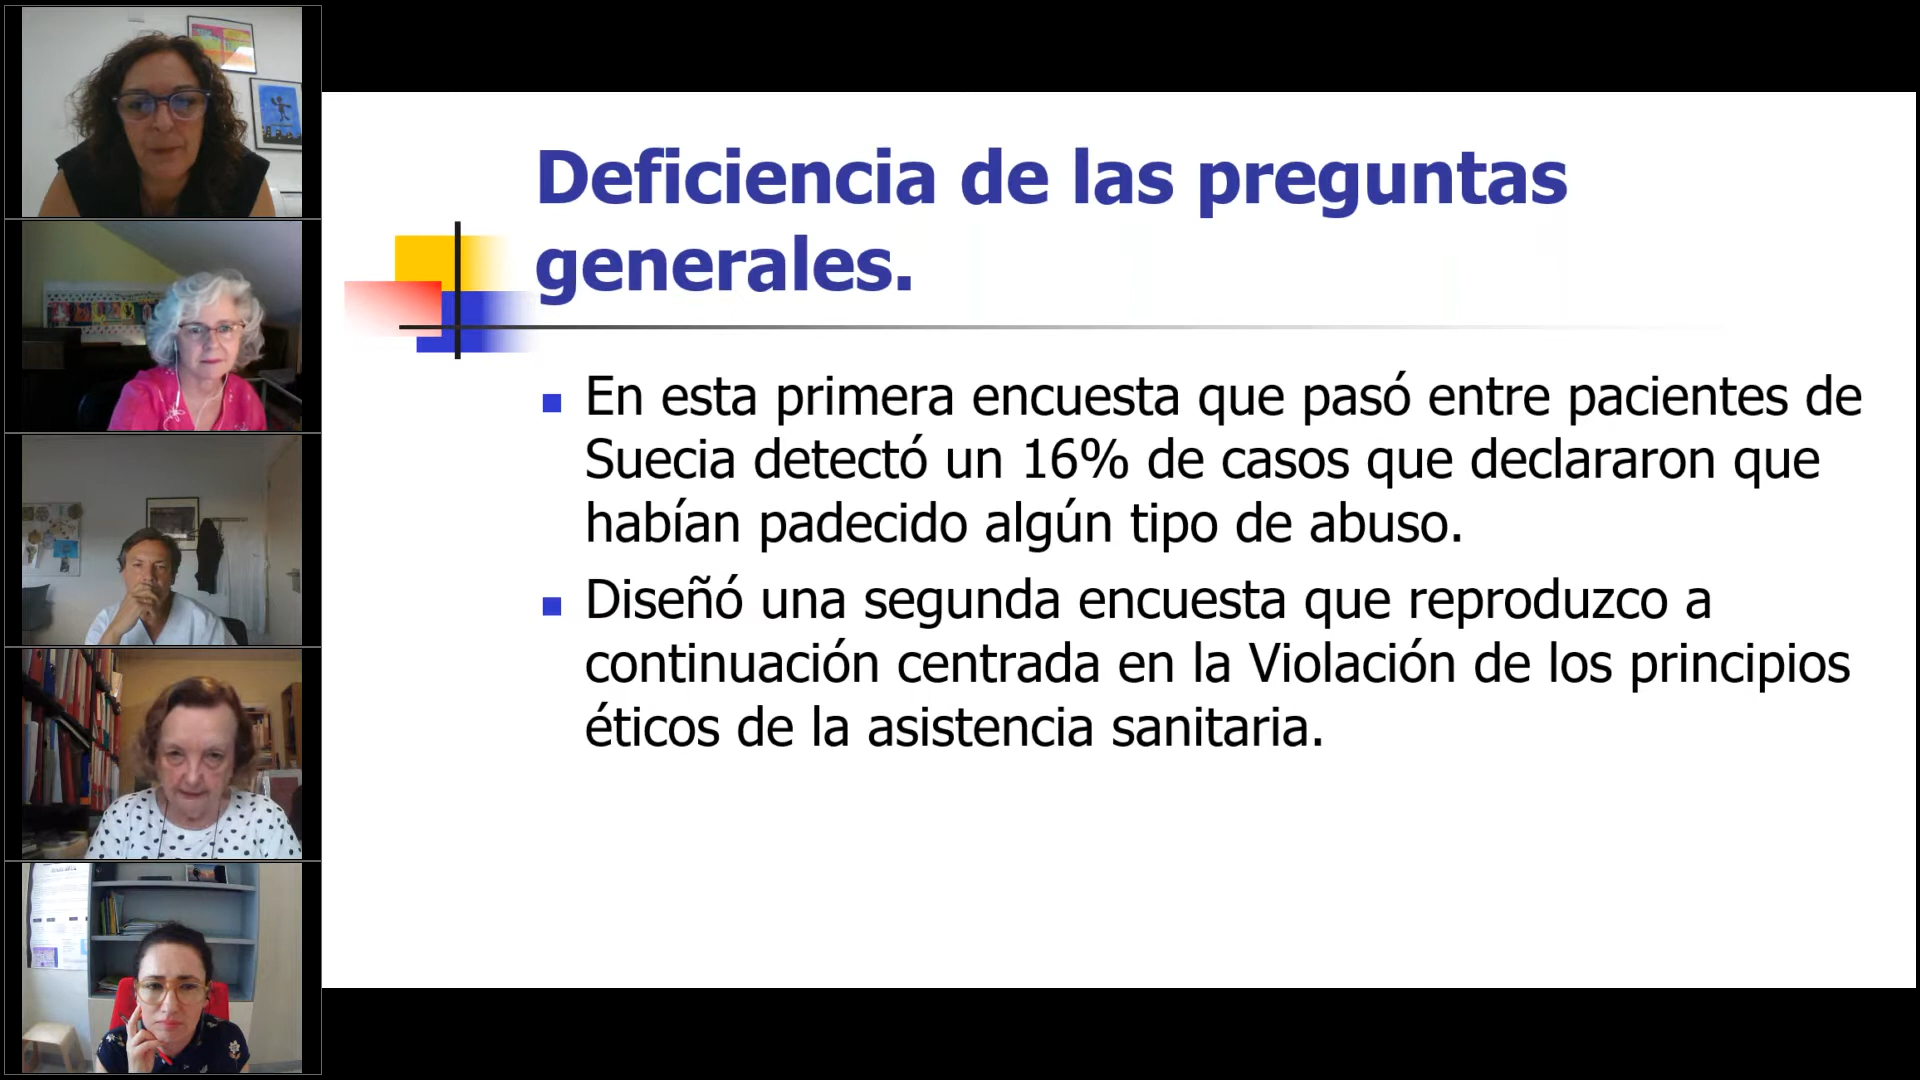 Deficiencia de las preguntas
generales.
En esta primera encuesta que pasó entre pacientes de
Suecia detectó un 16% de casos que declararon que
habían padecido algún tipo de abuso.
Diseñó una segunda encuesta que reproduzco a
continuación centrada en la Violación de los principios
éticos de la asistencia sanitaria.